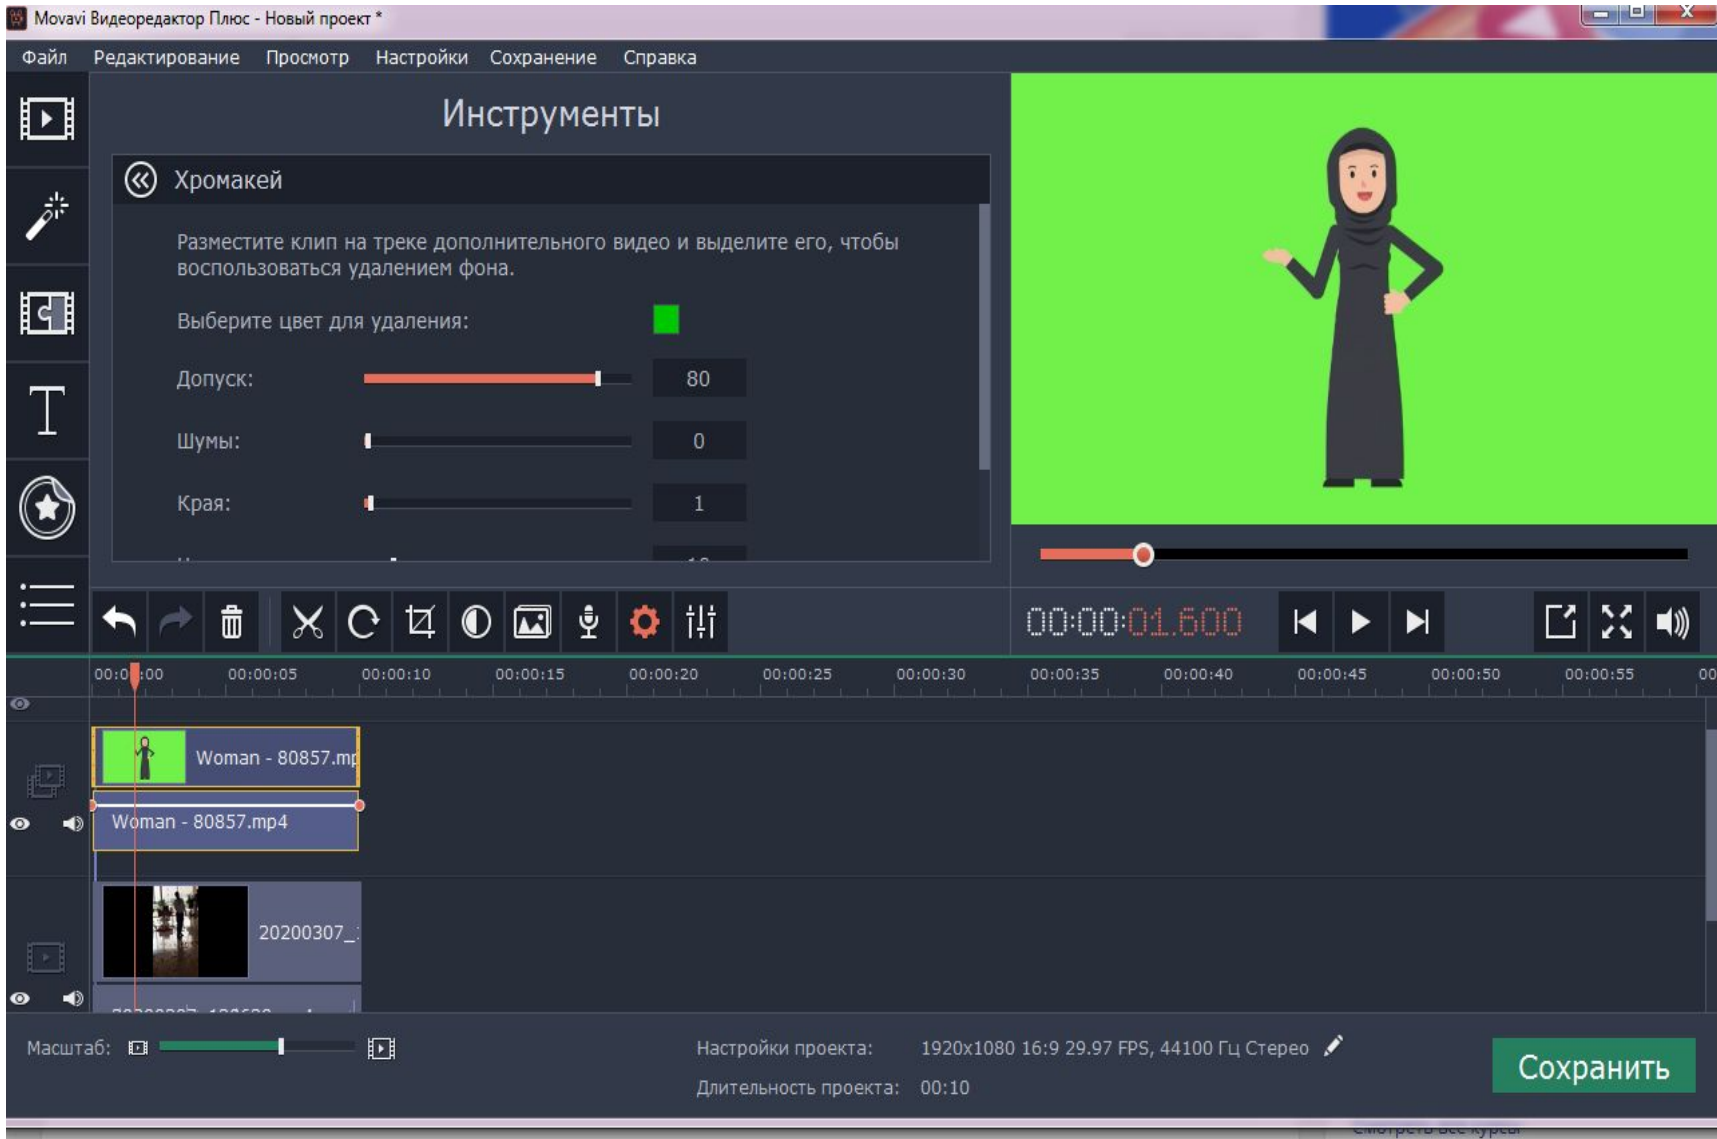 Movavi Видеоредактор Плюс - Новый проект *
Файл Редактирование Просмотр Настройки Сохранение Справка
Инструменты
Хромакей
Разместите клип на треке дополнительного видео и выделите его, чтобы
воспользоваться удалением фона.
Выберите цвет для удаления:
Допуск: 80
Шумы: 0
Края: 1
00:00:01.600
00:00:05 00:00:10 00:00:15 00:00:20 00:00:25 00:00:30 00:00:35 00:00:40 00:00:45 00:00:50 00:00:55 00
Woman - 80857.mp
Woman - 80857.mp4
20200307_
Масштаб:
Настройки проекта: 1920x1080 16:9 29.97 FPS, 44100 Гц Стерео
Длительность проекта: 00:10
Сохранить